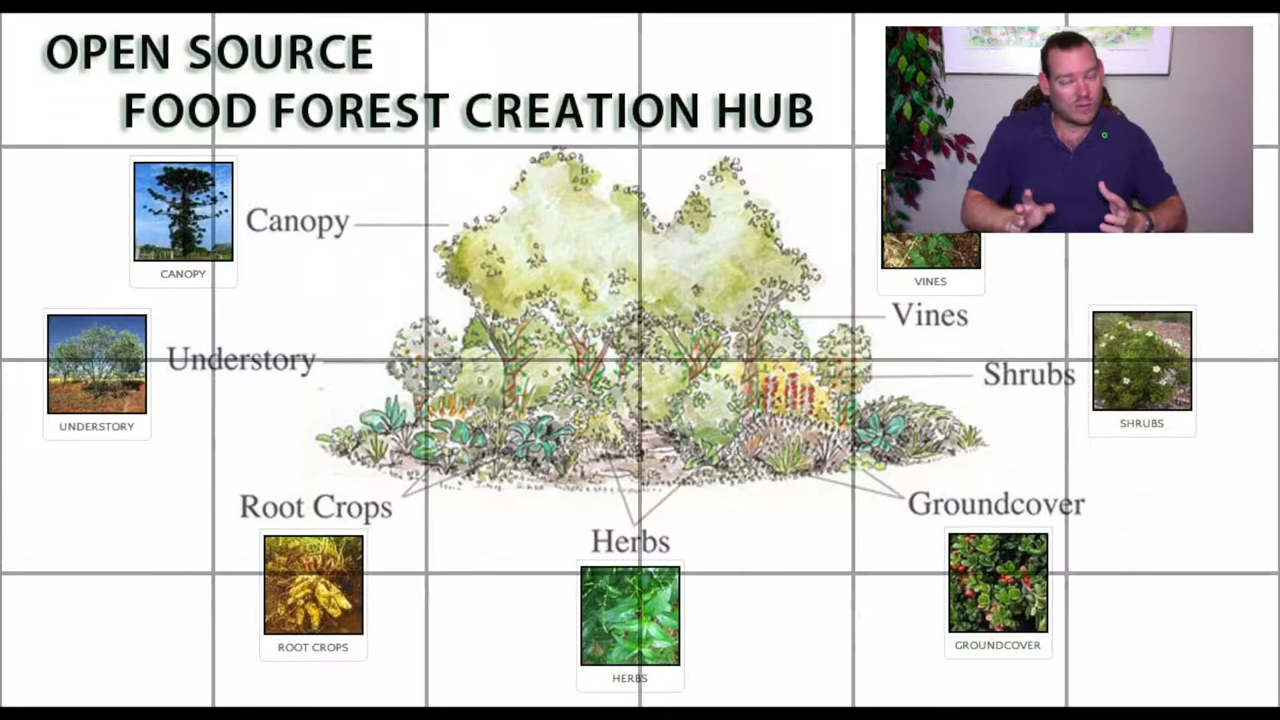 OPEN SOURCE
FOOD FOREST CREATION HUB
CANOPY
Canopy
VINES
Vines
UNDERSTORY
Understory
Shrubs
SHRUBS
Root Crops
Herbs
Groundcover
ROOT CROPS
HERBS
GROUNDCOVER